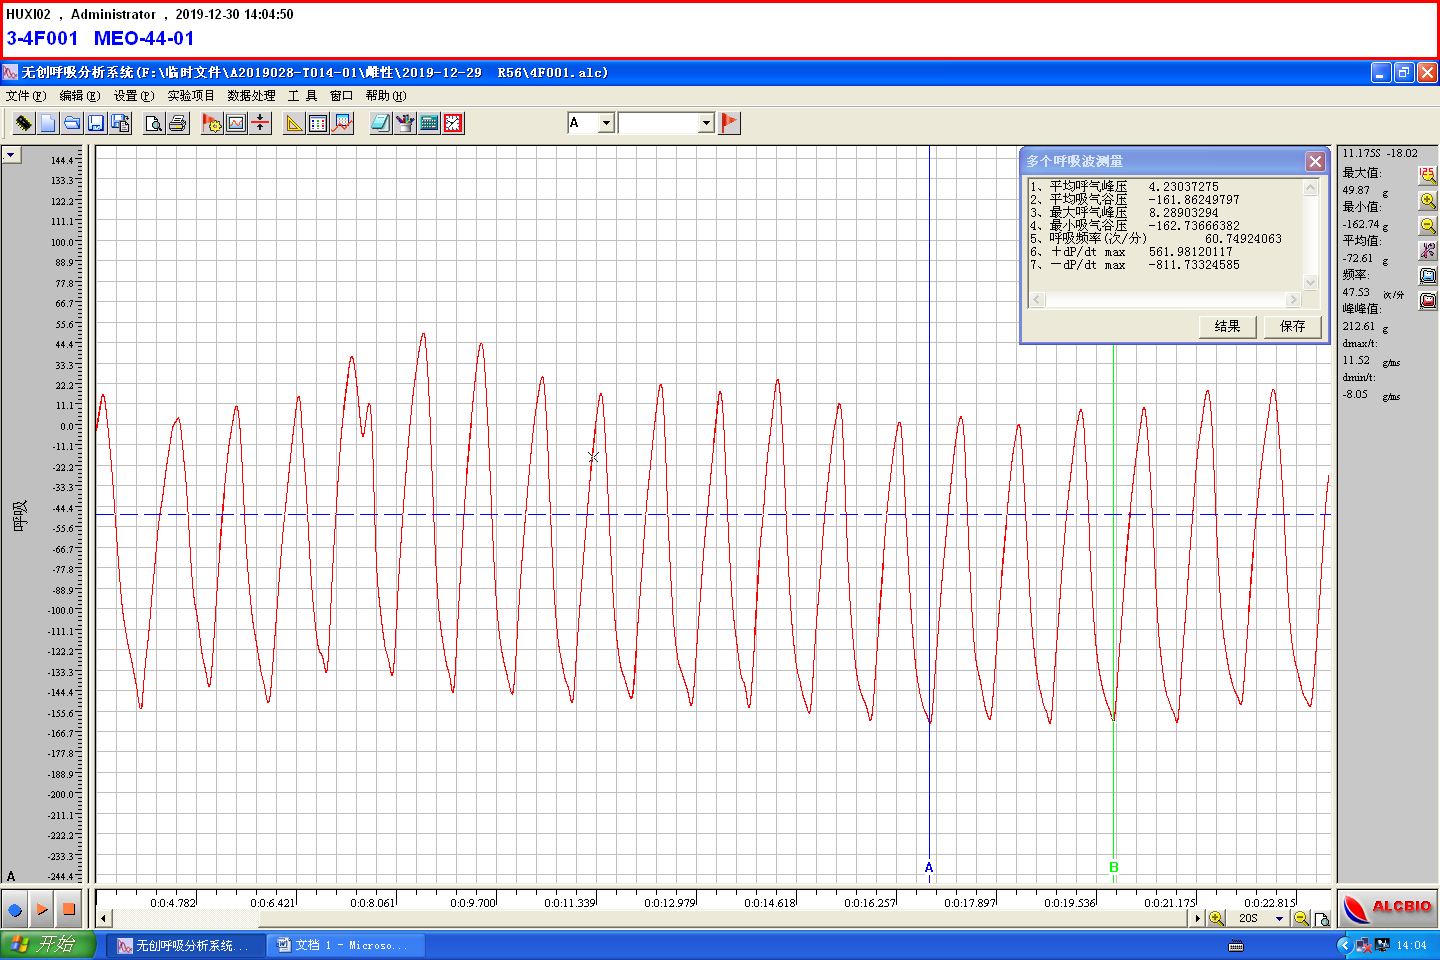 HUXI02 , Administrator , 2019-12-30 14:04:50
3-4F001 MEO-44-01
无创呼吸分析系统(F:\临时文件\A2019028-T014-01\雌性\2019-12-29 R56\4F001.alc)
文件(F) 编辑(E) 设置(P) 实验项目 数据处理 工 具 窗口 帮助(H)
A
144.4
133.3
122.2
111.1
100.0
88.9
77.8
66.7
55.6
44.4
33.3
22.2
11.1
0.0
-11.1
-22.2
-33.3
-44.4
-55.6
-66.7
-77.8
-88.9
-100.0
-111.1
-122.2
-133.3
-144.4
-155.6
-166.7
-177.8
-188.9
-200.0
-211.1
-222.2
-233.3
-244.4
呼吸
A
多个呼吸波测量
1、平均呼气峰压 4.23037275
2、平均吸气谷压 -161.86249797
3、最大呼气峰压 8.28903294
4、最小吸气谷压 -162.73666382
5、呼吸频率(次/分) 60.74924063
6、＋dP/dt max 561.98120117
7、－dP/dt max -811.73324585
结果 保存
11.175S -18.02
最大值:
49.87 g
最小值:
-162.74 g
平均值:
-72.61 g
频率:
47.53 次/分
峰峰值:
212.61 g
dmax/t:
11.52 g/ms
dmin/t:
-8.05 g/ms
125
A B
0:0:4.782 0:0:6.421 0:0:8.061 0:0:9.700 0:0:11.339 0:0:12.979 0:0:14.618 0:0:16.257 0:0:17.897 0:0:19.536 0:0:21.175 0:0:22.815
20S
ALCBIO
开始 无创呼吸分析系统... 文档 1 - Microso... 14:04